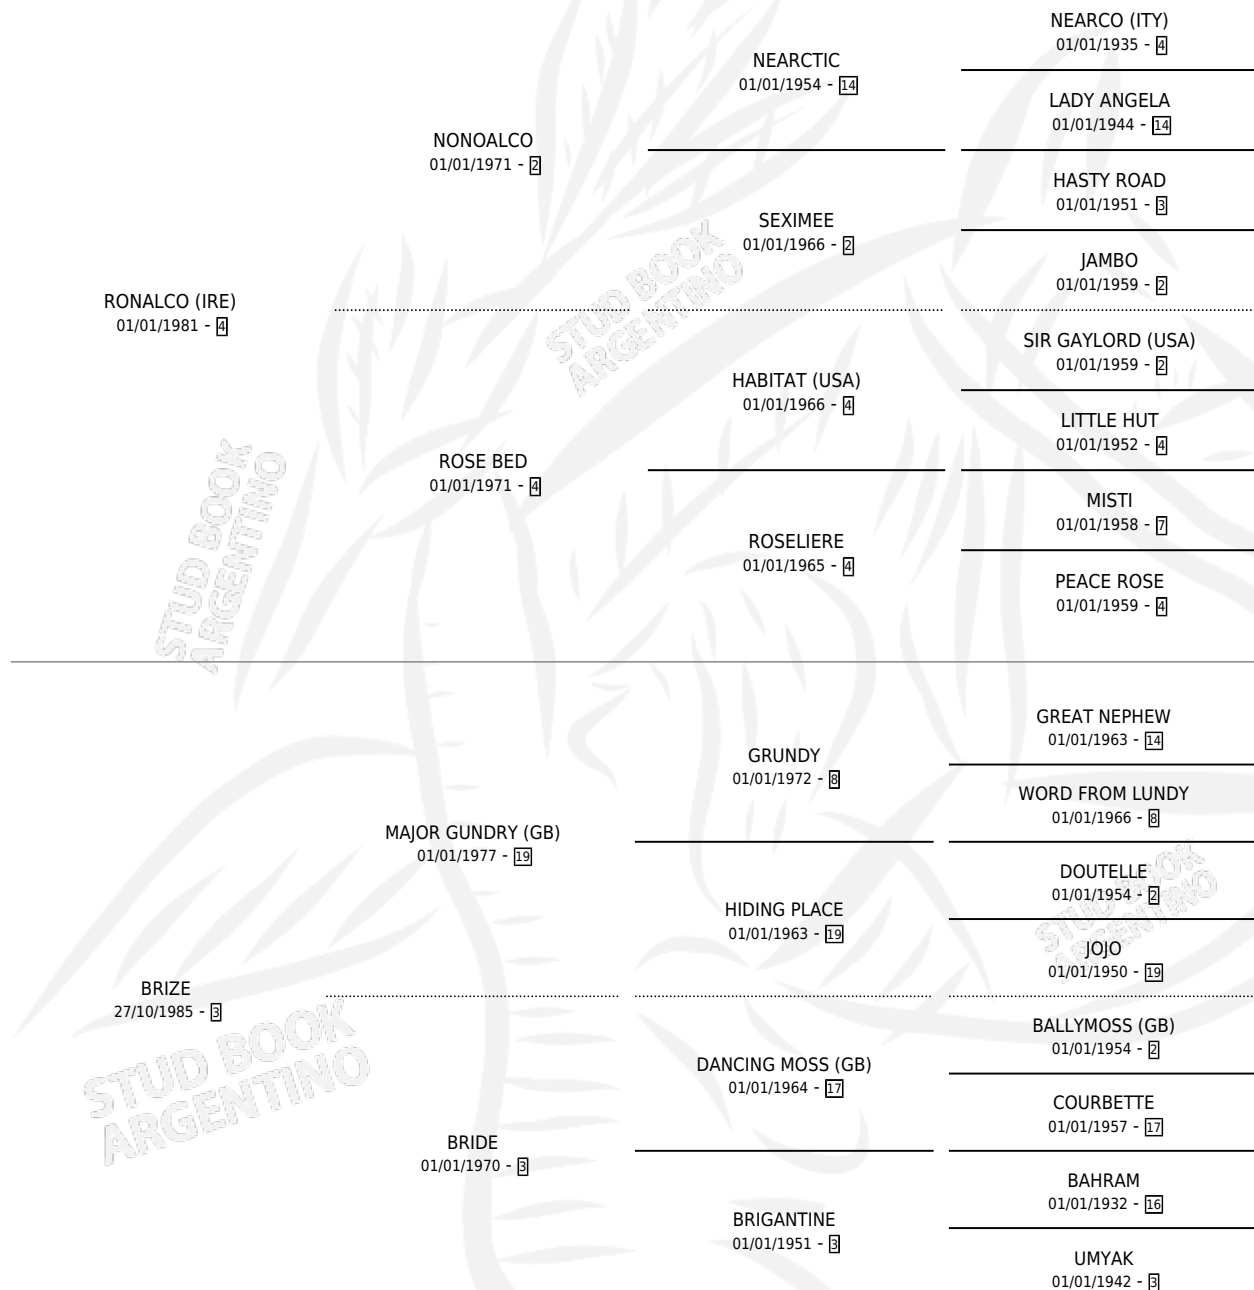 NEARCO (ITY)
01/01/1935 - 4
NEARCTIC
01/01/1954 - 14
LADY ANGELA
01/01/1944 - 14
NONOALCO
01/01/1971 - 2
HASTY ROAD
01/01/1951 - 3
SEXIMEE
01/01/1966 - 2
JAMBO
01/01/1959 - 2
RONALCO (IRE)
01/01/1981 - 4
STUD BOOK
ARGENTINO
SIR GAYLORD (USA)
01/01/1959 - 2
HABITAT (USA)
01/01/1966 - 4
LITTLE HUT
01/01/1952 - 4
ROSE BED
01/01/1971 - 4
MISTI
01/01/1958 - 7
ROSELIERE
01/01/1965 - 4
PEACE ROSE
01/01/1959 - 4
STUD BOOK
ARGENTINO
GREAT NEPHEW
01/01/1963 - 14
GRUNDY
01/01/1972 - 8
WORD FROM LUNDY
01/01/1966 - 8
MAJOR GUNDRY (GB)
01/01/1977 - 19
DOUTELLE
01/01/1954 - 2
HIDING PLACE
01/01/1963 - 19
STUD BOOK
ARGENTINO
JOJO
01/01/1950 - 19
BRIZE
27/10/1985 - 3
BALLYMOSS (GB)
01/01/1954 - 2
STUD BOOK
ARGENTINO
DANCING MOSS (GB)
01/01/1964 - 17
COURBETTE
01/01/1957 - 17
BRIDE
01/01/1970 - 3
BAHRAM
01/01/1932 - 16
BRIGANTINE
01/01/1951 - 3
UMYAK
01/01/1942 - 3